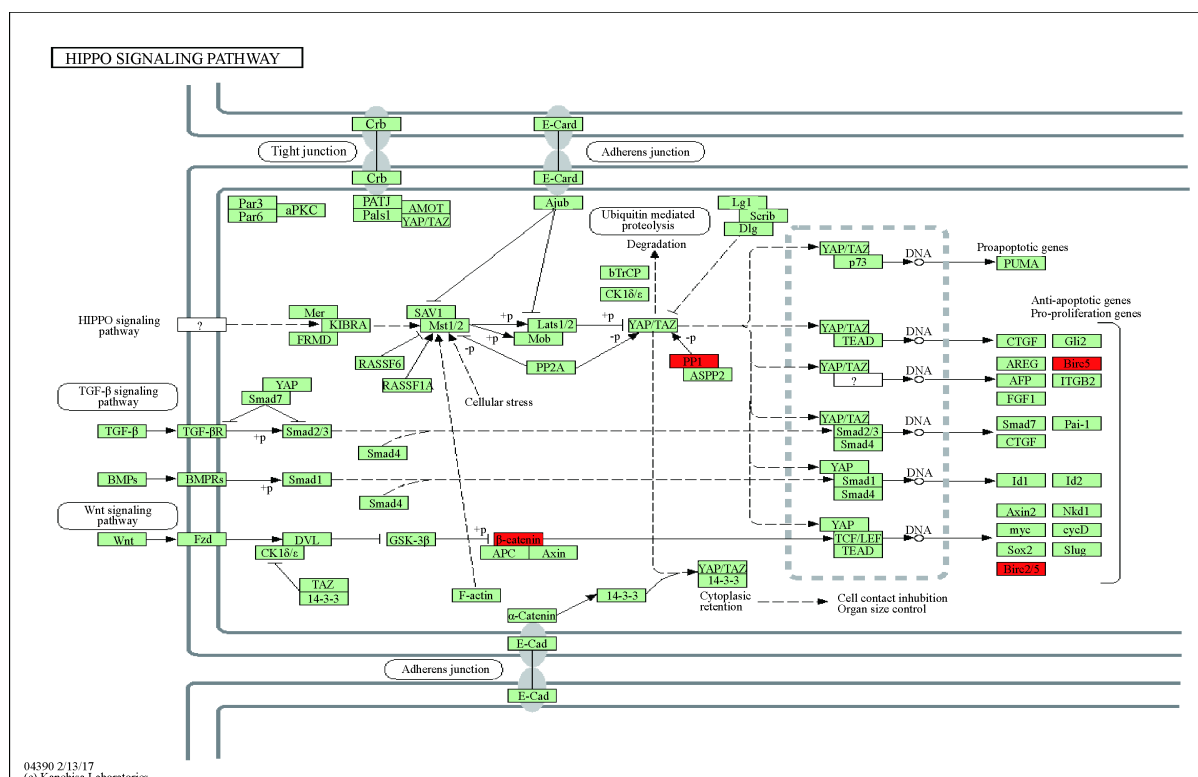 HIPPO SIGNALING PATHWAY
Crb
E-Card
Tight junction
Adherens junction
Crb
E-Card
Par3
Par6
aPKC
PATJ
Pals1
AMOT
YAP/TAZ
Ajub
Ubiquitin mediated
proteolysis
Degradation
Lg1
Scrib
Dlg
bTrCP
CK1δ/ε
YAP/TAZ
p73
DNA
Proapoptotic genes
PUMA
HIPPO signaling
pathway
?
Mer
KIBRA
FRMD
SAV1
Mst1/2
+p
+p
-p
Lats1/2
Mob
+p
-p
YAP/TAZ
-p
PP2A
PP1
ASPP2
RASSF6
RASSF1A
Cellular stress
YAP/TAZ
TEAD
DNA
Anti-apoptotic genes
Pro-proliferation genes
CTGF
Gli2
YAP/TAZ
?
DNA
AREG
Birc5
AFP
ITGB2
FGF1
TGF-β signaling
pathway
YAP
Smad7
TGF-β
TGF-βR
+p
Smad2/3
Smad4
YAP/TAZ
Smad2/3
Smad4
DNA
Smad7
Pai-1
CTGF
BMPs
BMPRs
+p
Smad1
Smad4
YAP
Smad1
Smad4
DNA
Id1
Id2
Wnt signaling
pathway
Wnt
Fzd
DVL
CK1δ/ε
GSK-3β
+p
β-catenin
APC
Axin
YAP
TCF/LEF
TEAD
DNA
Axin2
Nkd1
myc
cycD
Sox2
Slug
Birc2/5
TAZ
14-3-3
F-actin
α-Catenin
14-3-3
YAP/TAZ
14-3-3
Cytoplasic
retention
Cell contact inhubition
Organ size control
E-Cad
Adherens junction
E-Cad
04390 2/13/17
(c) Kanehisa Laboratories